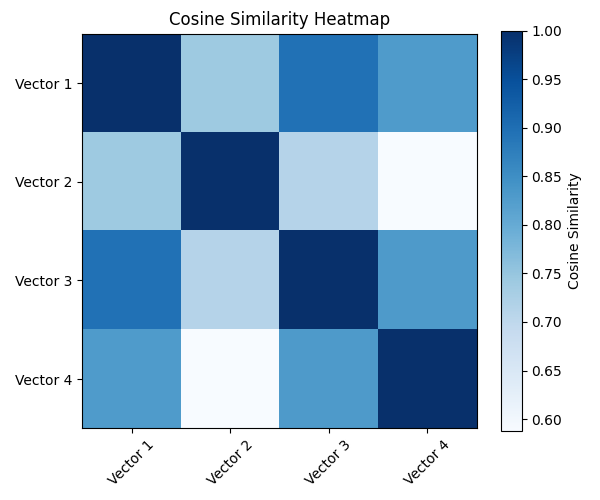 Cosine Similarity Heatmap
Vector 1
Vector 2
Vector 3
Vector 4
Vector 1
Vector 2
Vector 3
Vector 4
1.00
0.95
0.90
0.85
0.80
0.75
0.70
0.65
0.60
Cosine Similarity